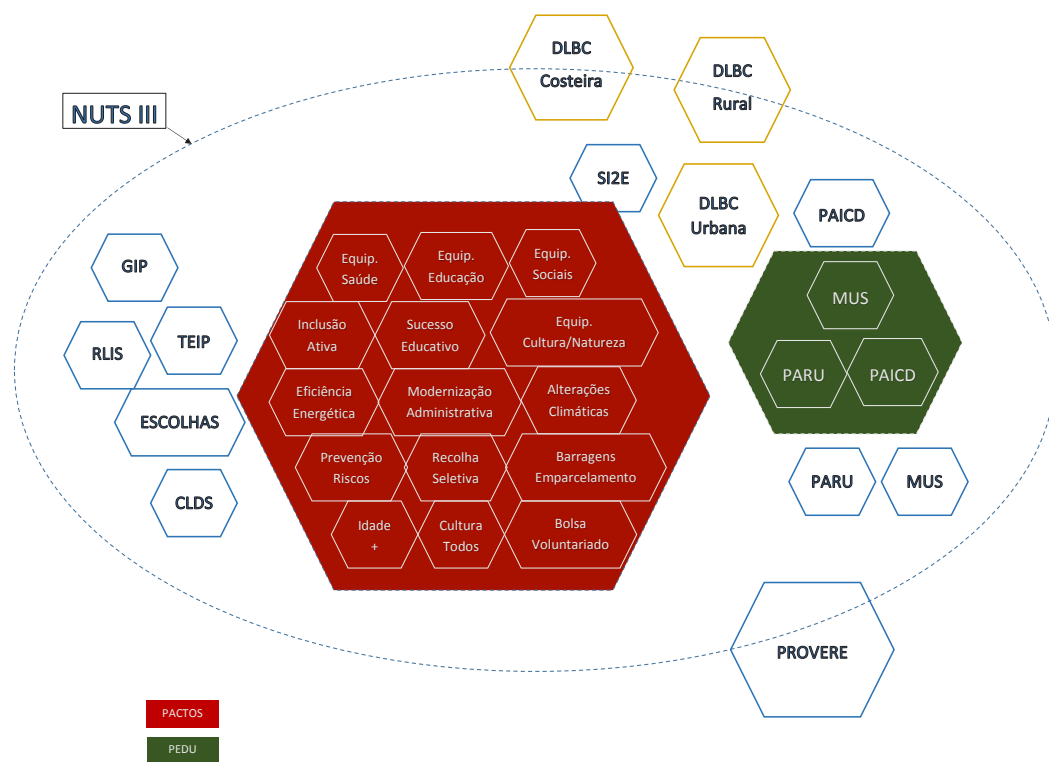 DLBC
Costeira
DLBC
Rural
NUTS III
SI2E
DLBC
Urbana
PAICD
GIP
Equip.
Saúde
Equip.
Educação
Equip.
Sociais
MUS
RLIS
TEIP
Inclusão
Ativa
Sucesso
Educativo
Equip.
Cultura/Natureza
PARU
PAICD
ESCOLHAS
Eficiência
Energética
Modernização
Administrativa
Alterações
Climáticas
CLDS
Prevenção
Riscos
Recolha
Seletiva
Barragens
Emparcelamento
PARU
MUS
Idade
+
Cultura
Todos
Bolsa
Voluntariado
PROVERE
PACTOS
PEDU